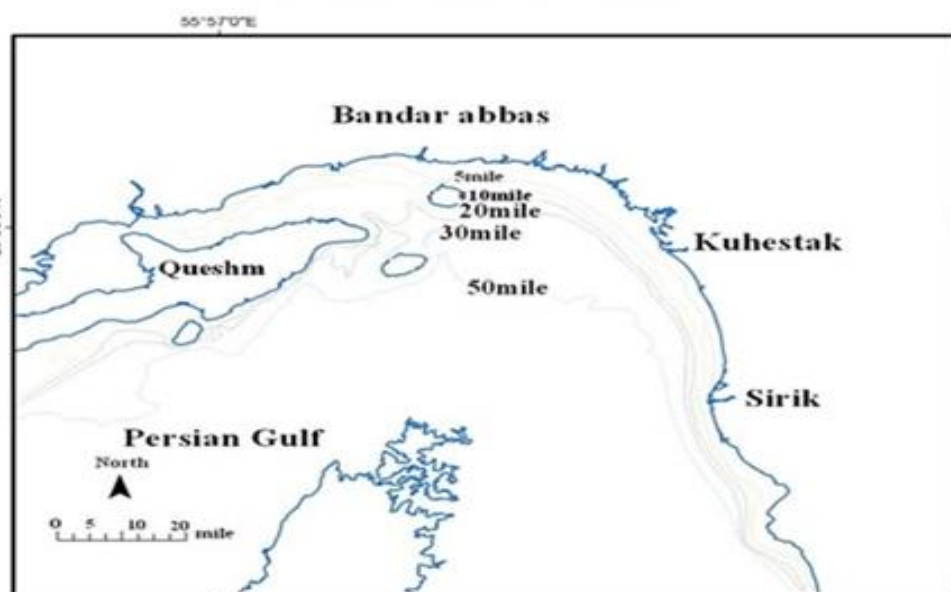 55°57'0"E
Bandar abbas
5mile
10mile
20mile
30mile
Kuhestak
Queshm
50mile
Sirik
Persian Gulf
North
0 5 10 20 mile